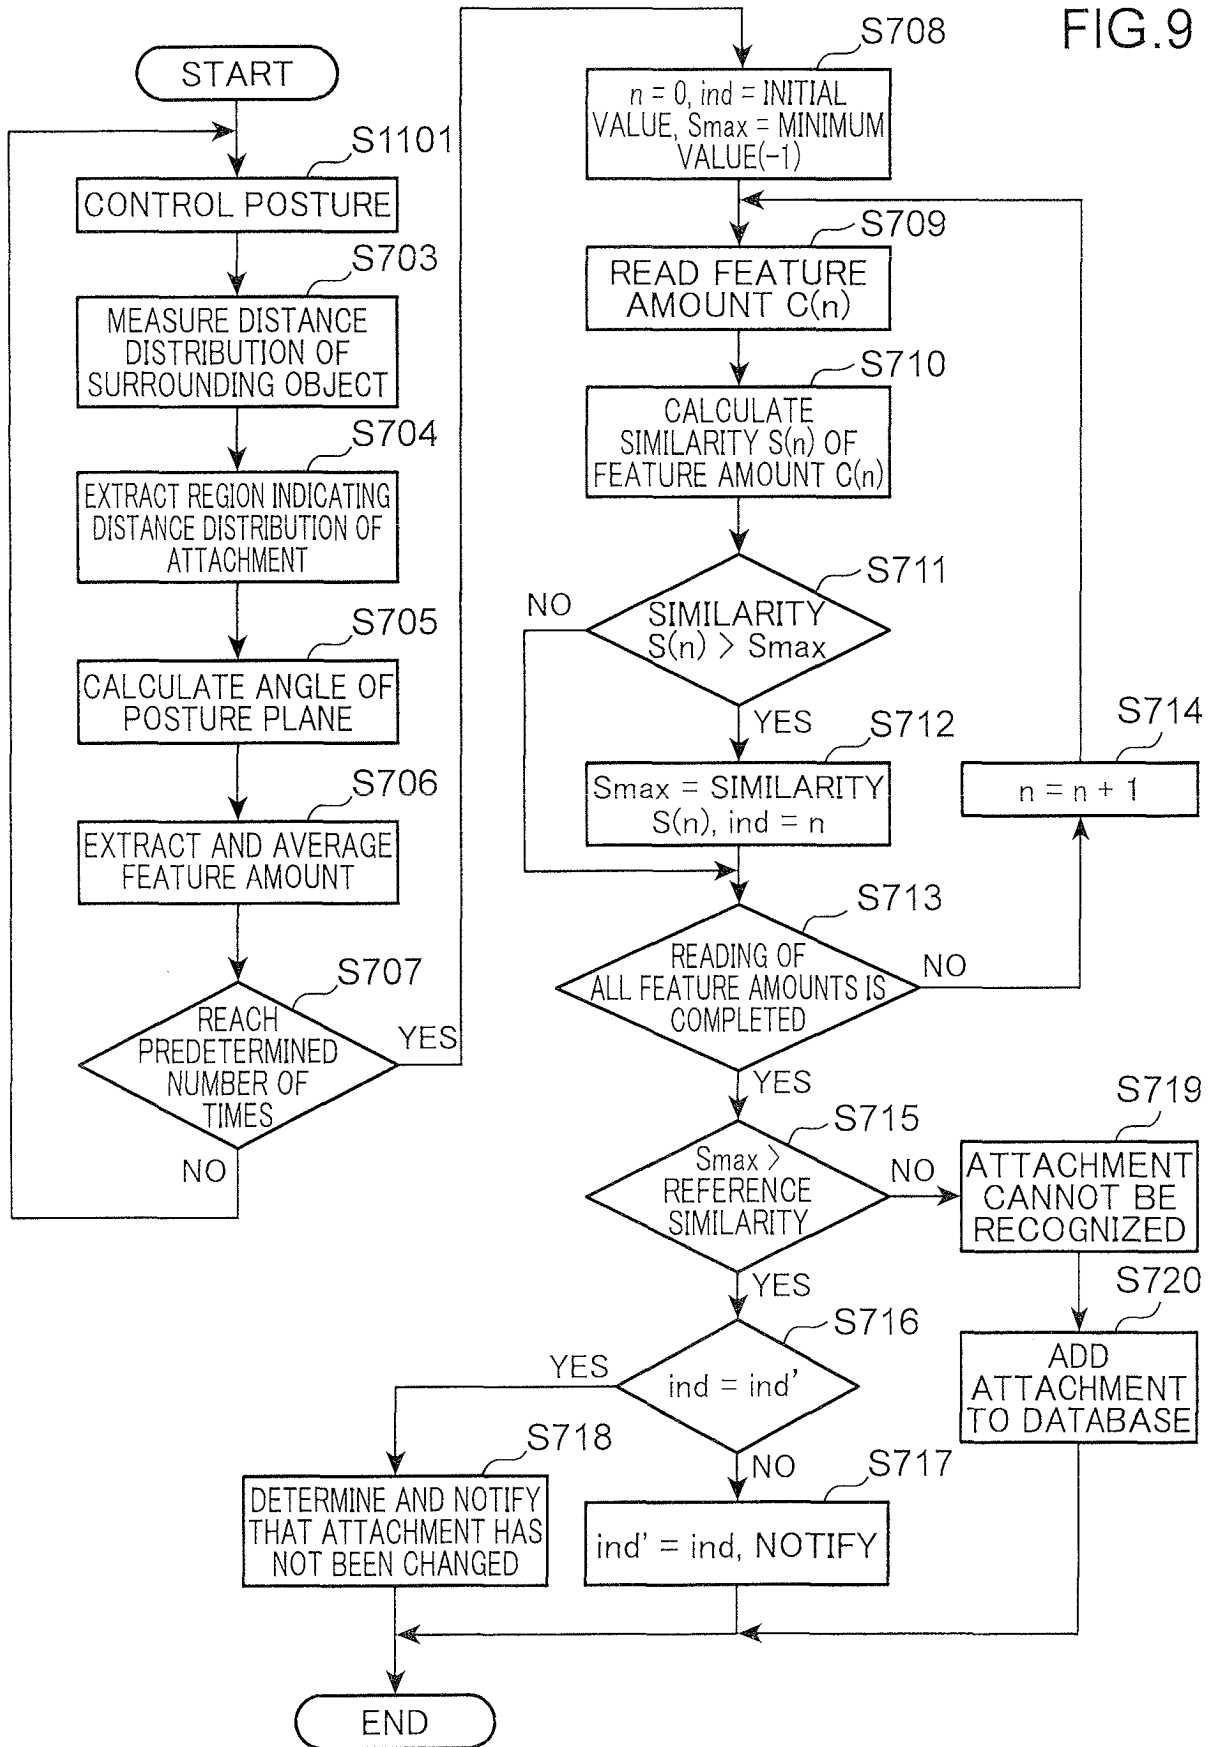 FIG.9
START
S1101
CONTROL POSTURE
S703
MEASURE DISTANCE
DISTRIBUTION OF
SURROUNDING OBJECT
S704
EXTRACT REGION INDICATING
DISTANCE DISTRIBUTION OF
ATTACHMENT
S705
CALCULATE ANGLE OF
POSTURE PLANE
S706
EXTRACT AND AVERAGE
FEATURE AMOUNT
S707
REACH
PREDETERMINED
NUMBER OF
TIMES
YES
NO
S708
n = 0, ind = INITIAL
VALUE, Smax = MINIMUM
VALUE(-1)
S709
READ FEATURE
AMOUNT C(n)
S710
CALCULATE
SIMILARITY S(n) OF
FEATURE AMOUNT C(n)
S711
SIMILARITY
S(n) > Smax
NO
YES
S712
Smax = SIMILARITY
S(n), ind = n
S714
n = n + 1
S713
READING OF
ALL FEATURE AMOUNTS IS
COMPLETED
NO
YES
S715
Smax >
REFERENCE
SIMILARITY
NO
YES
S719
ATTACHMENT
CANNOT BE
RECOGNIZED
S720
ADD
ATTACHMENT
TO DATABASE
S716
ind = ind'
YES
NO
S718
DETERMINE AND NOTIFY
THAT ATTACHMENT HAS
NOT BEEN CHANGED
S717
ind' = ind, NOTIFY
END